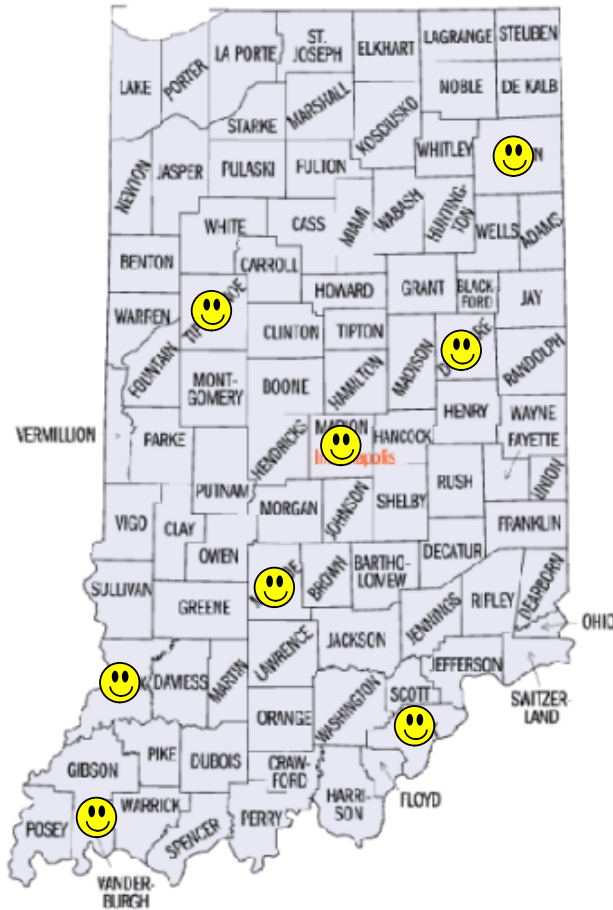 LAGRANGE STEUBEN
ST.
JOSEPH
LA PORTE
ELKHART
LAKE
PORTER
NOBLE
DE KALB
MARSHALL
STARKE
KOSCIUSKO
WHITLEY
NEWTON
JASPER
PULASKI
FULTON
N
WHITE
CASS
MIAMI
WABASH
HUNTING-
TON
WELLS
ADAMS
BENTON
CARROLL
HOWARD
GRANT
BLACK-
FORD
JAY
WARREN
CLINTON
TIPTON
FOUNTAIN
MADISON
RANDOLPH
MONT-
GOMERY
BOONE
HAMILTON
HENRY
WAYNE
VERMILLION
PARKE
HENDRICKS
MARION
HANCOCK
FAYETTE
UNION
PUTNAM
MORGAN
JOHNSON
SHELBY
RUSH
VIGO
CLAY
FRANKLIN
OWEN
DECATUR
BROWN
BARTHO-
LOMEW
SULLIVAN
GREENE
JENNINGS
RIFLEY
DEARBORN
OHIO
LAWRENCE
JACKSON
JEFFERSON
DAVIESS
MARTIN
WASHINGTON
SCOTT
SAITZER-
LAND
ORANGE
GIBSON
PIKE
DUBOIS
CRAW-
FORD
HARRI-
SON
FLOYD
POSEY
WARRICK
SPENCER
PERRY
VANDER-
BURGH